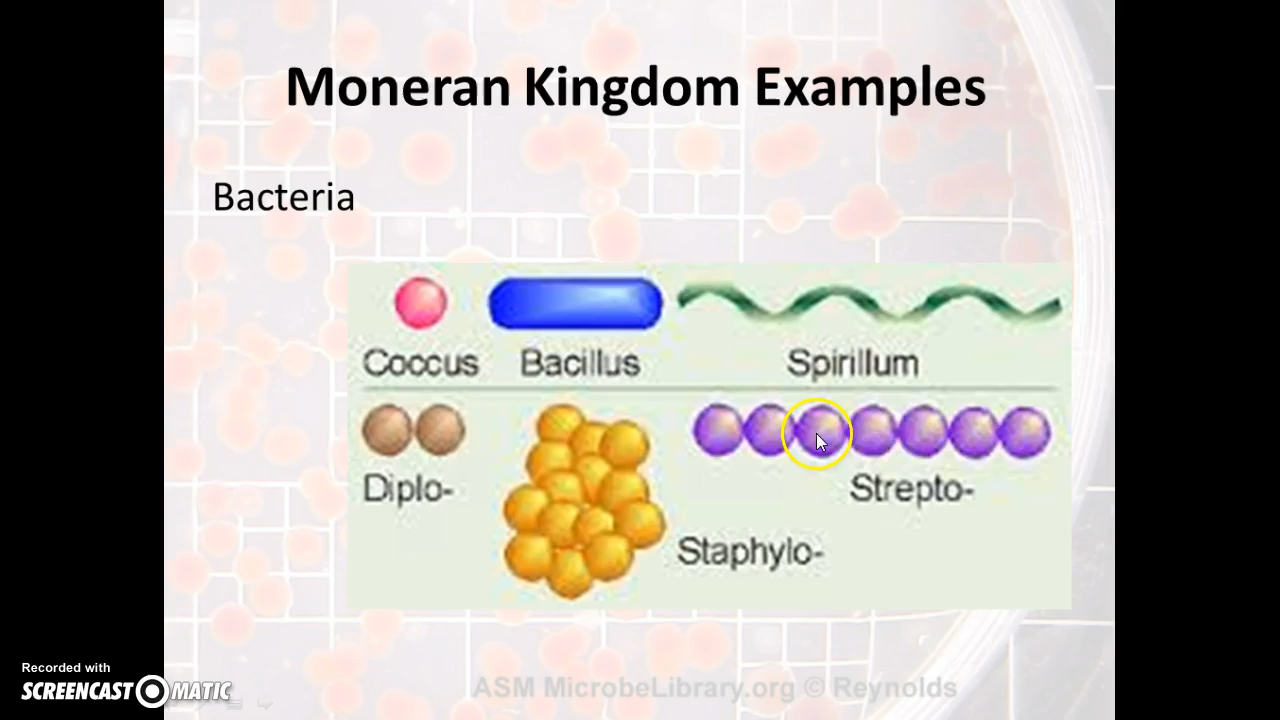 Moneran Kingdom Examples
Bacteria
Coccus Bacillus Spirillum
Diplo- Strepto-
Staphylo-
Recorded with
SCREENCAST MATIC
ASM MicrobeLibrary.org © Reynolds